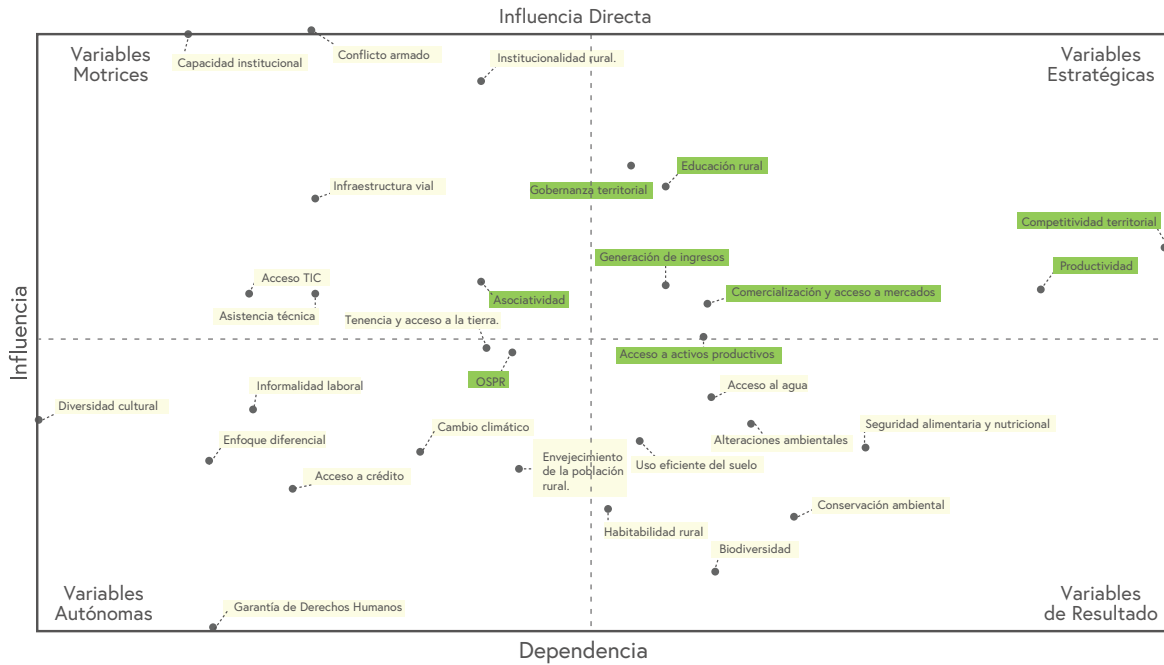 Influencia Directa
Variables
Motrices
Capacidad institucional
Conflicto armado
Institucionalidad rural.
Variables
Estratégicas
Educación rural
Gobernanza territorial
Infraestructura vial
Competitividad territorial
Generación de ingresos
Productividad
Acceso TIC
Comercialización y acceso a mercados
Asociatividad
Asistencia técnica
Tenencia y acceso a la tierra.
Influencia
Acceso a activos productivos
OSPR
Informalidad laboral
Acceso al agua
Diversidad cultural
Cambio climático
Seguridad alimentaria y nutricional
Enfoque diferencial
Alteraciones ambientales
Envejecimiento
de la población
rural.
Uso eficiente del suelo
Acceso a crédito
Conservación ambiental
Habitabilidad rural
Biodiversidad
Variables
Autónomas
Garantía de Derechos Humanos
Variables
de Resultado
Dependencia